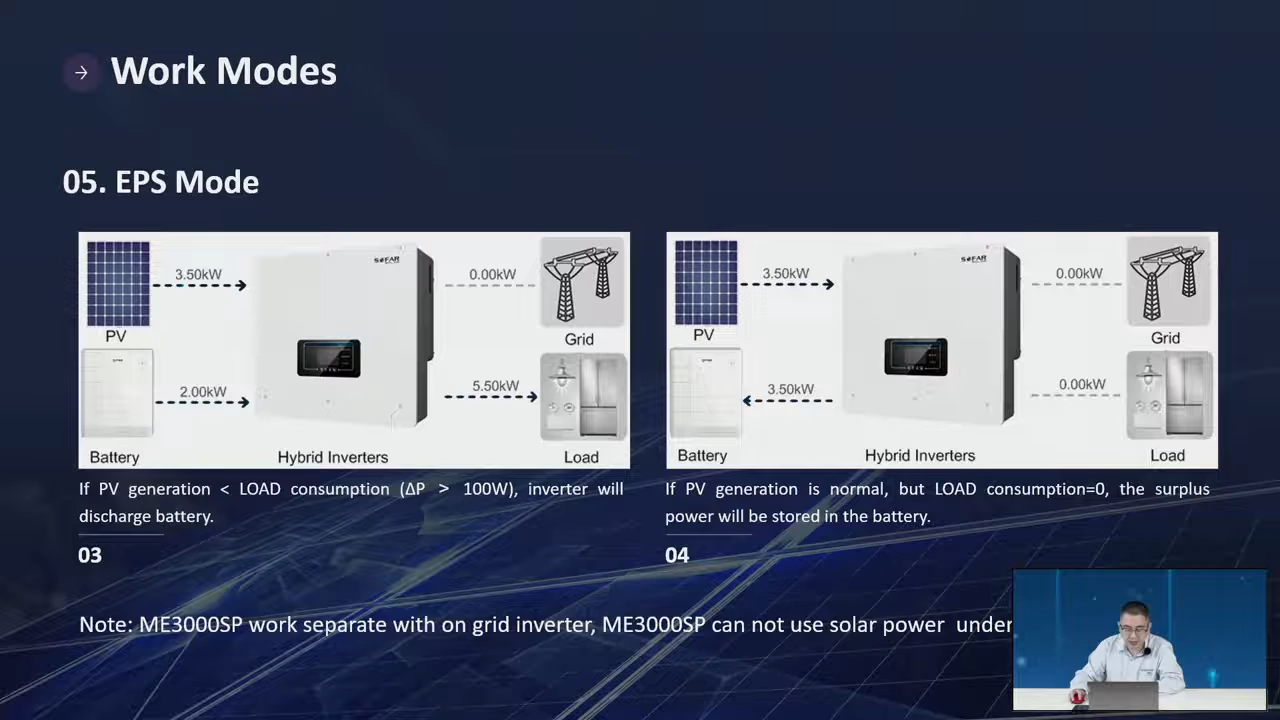 Work Modes
05. EPS Mode
SOFAR
3.50kW
0.00kW
PV
Grid
2.00kW
5.50kW
Battery
Hybrid Inverters
Load
SOFAR
3.50kW
0.00kW
PV
Grid
3.50kW
0.00kW
Battery
Hybrid Inverters
Load
If PV generation < LOAD consumption (ΔP > 100W), inverter will
discharge battery.
03
If PV generation is normal, but LOAD consumption=0, the surplus
power will be stored in the battery.
04
Note: ME3000SP work separate with on grid inverter, ME3000SP can not use solar power under